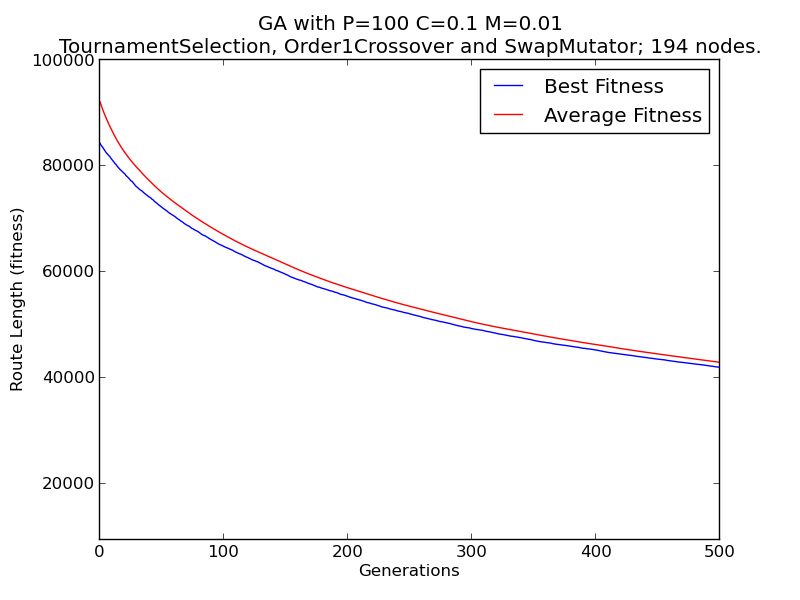 GA with P=100 C=0.1 M=0.01
TournamentSelection, Order1Crossover and SwapMutator; 194 nodes.
100000
80000
60000
40000
20000
Route Length (fitness)
Best Fitness
Average Fitness
0 100 200 300 400 500
Generations